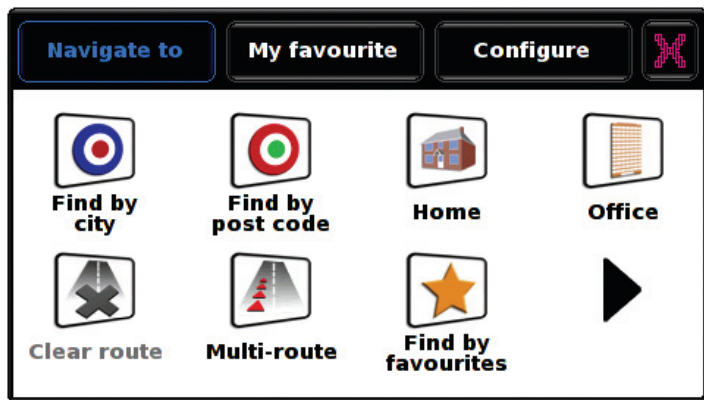 Navigate to
My favourite
Configure
Find by
city
Find by
post code
Home
Office
Clear route
Multi-route
Find by
favourites